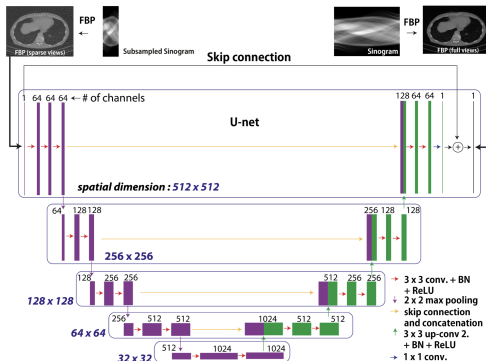 FBP
FBP
FBP (sparse views)
Subsampled Sinogram
Sinogram
FBP (full views)
Skip connection
1 64 64 64 ← # of channels
128 64 64 1 1
U-net
+
spatial dimension : 512 x 512
64 128 128
256 128 128
256 x 256
128 256 256
512 256 256
128 x 128
256 512 512
1024 512 512
64 x 64
512 1024 1024
32 x 32
3 x 3 conv. + BN
+ ReLU
2 x 2 max pooling
skip connection
and concatenation
3 x 3 up-conv 2.
+ BN + ReLU
1 x 1 conv.